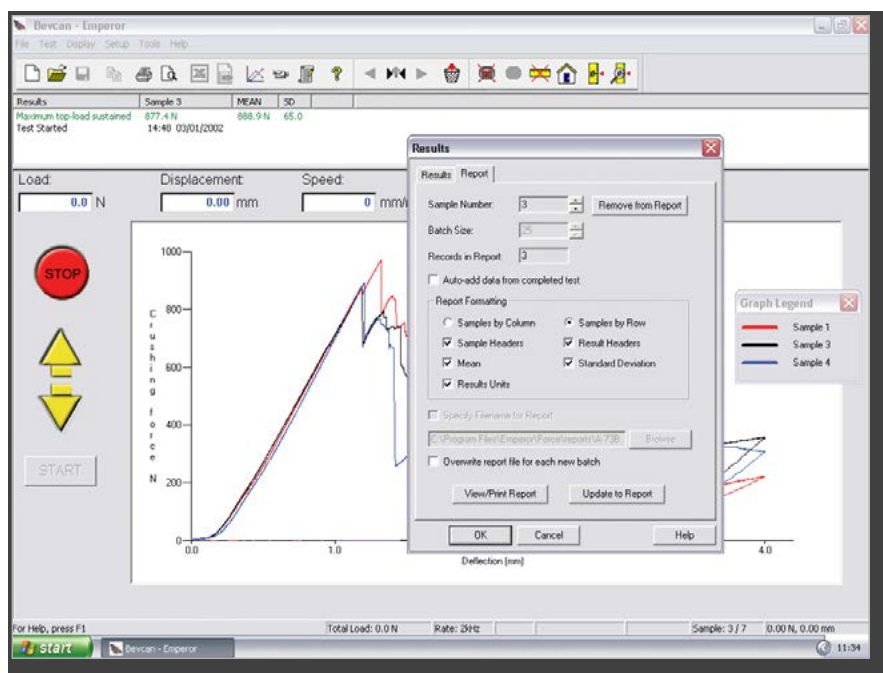 Devcan - Emperor
File Test Display Setup Tools Help
Results Sample 3 MEAN SD
Maximum top-load sustained 877.4 N 888.9 N 65.0
Test Started 14:48 03/01/2002
Load: Displacement: Speed:
0.0 N 0.00 mm 0 mm/
STOP
START
1000
800
600
400
200
0
Crushing force N
0.0 1.0 4.0
Deflection (mm)
Results
Results Report
Sample Number: 3 Remove from Report
Batch Size: 25
Records in Report 3
Auto-add data from completed test
Report Formatting
Samples by Column Samples by Row
Sample Headers Result Headers
Mean Standard Deviation
Results Units
Specify Filename for Report
C:\Program Files\Emperor\Force\reports\A-73B Browse
Overwrite report file for each new batch
View/Print Report Update to Report
OK Cancel Help
Graph Legend
Sample 1
Sample 3
Sample 4
For Help, press F1 Total Load: 0.0 N Rate: 2kHz Sample: 3 / 7 0.00 N, 0.00 mm
start Devcan - Emperor 11:34